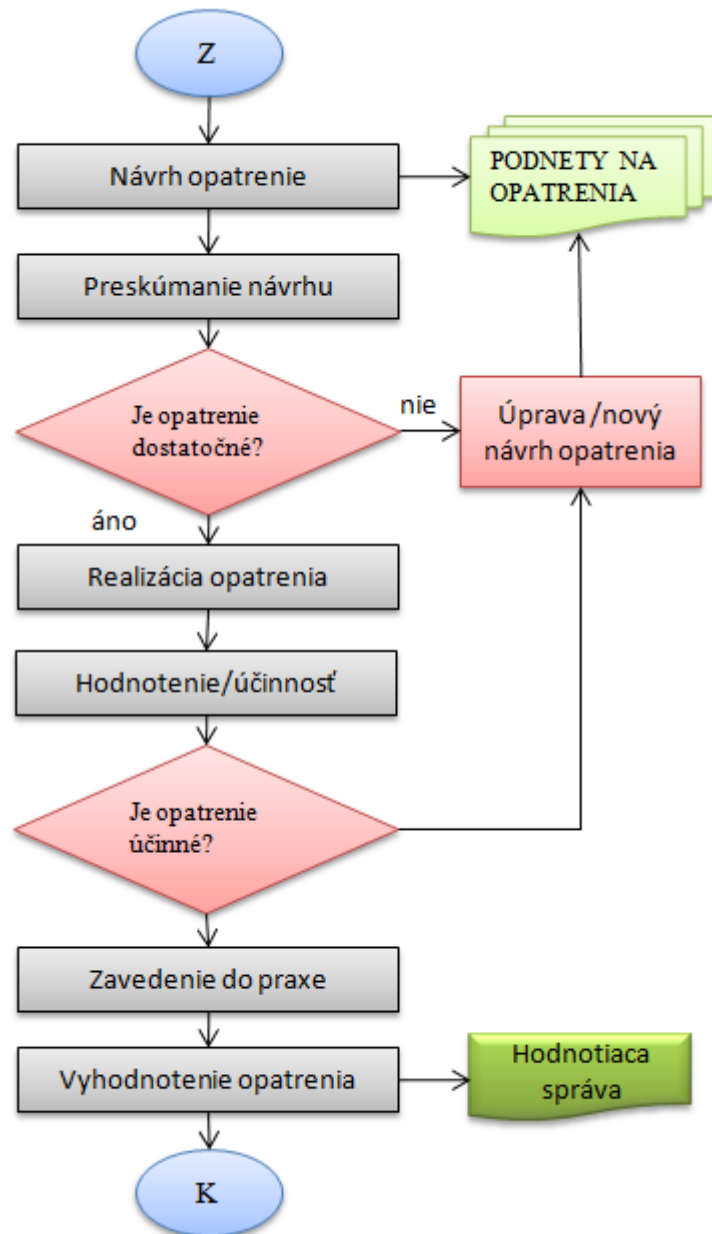 Z
Návrh opatrenie
PODNETY NA
OPATRENIA
Preskúmanie návrhu
Je opatrenie
dostatočné?
nie
Úprava /nový
návrh opatrenia
áno
Realizácia opatrenia
Hodnotenie/účinnosť
Je opatrenie
účinné?
Zavedenie do praxe
Vyhodnotenie opatrenia
Hodnotiaca
správa
K